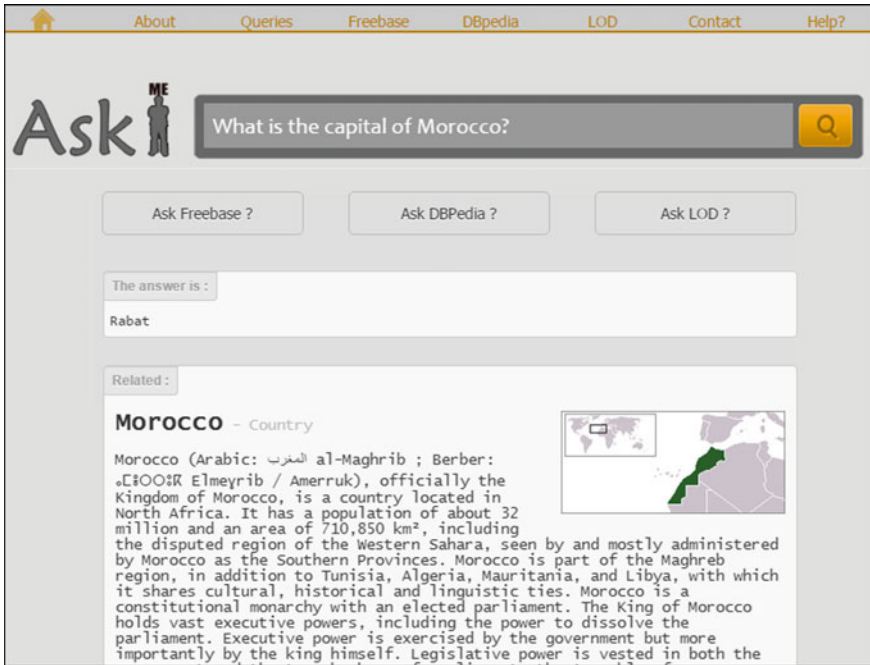 About Queries Freebase DBpedia LOD Contact Help?
Ask ME
What is the capital of Morocco?
Ask Freebase ? Ask DBPedia ? Ask LOD ?
The answer is :
Rabat
Related :
Morocco - Country
Morocco (Arabic: المغرب al-Maghrib ; Berber:
ⴰⵎⵓⵔⴰⴽⵓⵛ Elmeɣrib / Amerruk), officially the
Kingdom of Morocco, is a country located in
North Africa. It has a population of about 32
million and an area of 710,850 km², including
the disputed region of the Western Sahara, seen by and mostly administered
by Morocco as the Southern Provinces. Morocco is part of the Maghreb
region, in addition to Tunisia, Algeria, Mauritania, and Libya, with which
it shares cultural, historical and linguistic ties. Morocco is a
constitutional monarchy with an elected parliament. The King of Morocco
holds vast executive powers, including the power to dissolve the
parliament. Executive power is exercised by the government but more
importantly by the king himself. Legislative power is vested in both the